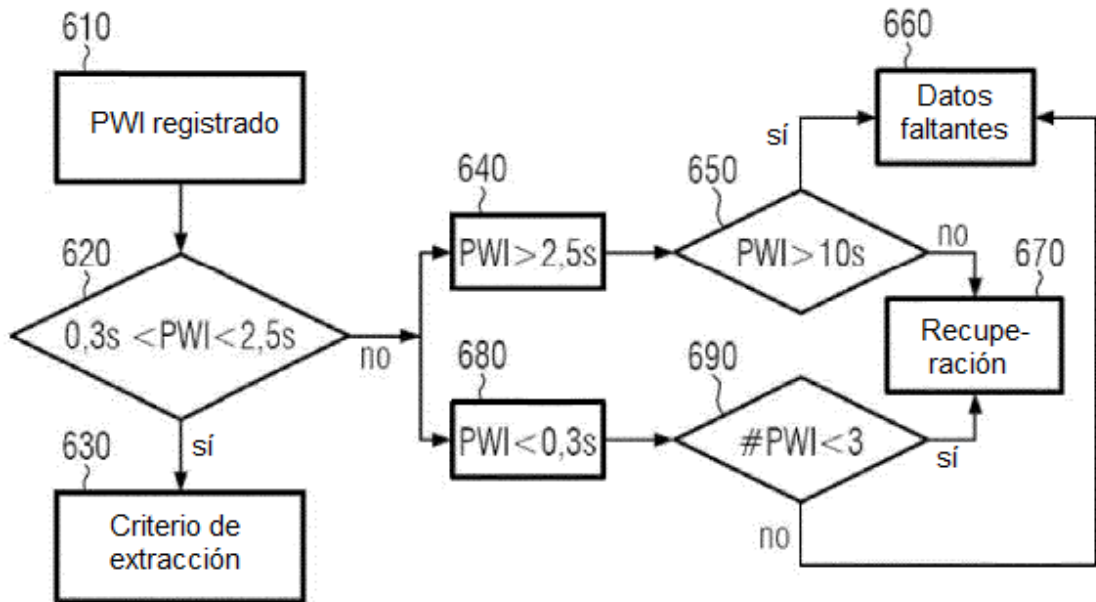 610
PWI registrado
620
0,3s <PWI<2,5s
sí
no
630
Criterio de
extracción
640
PWI>2,5s
650
PWI>10s
sí
no
660
Datos
faltantes
670
Recupe-
ración
680
PWI<0,3s
690
#PWI<3
sí
no